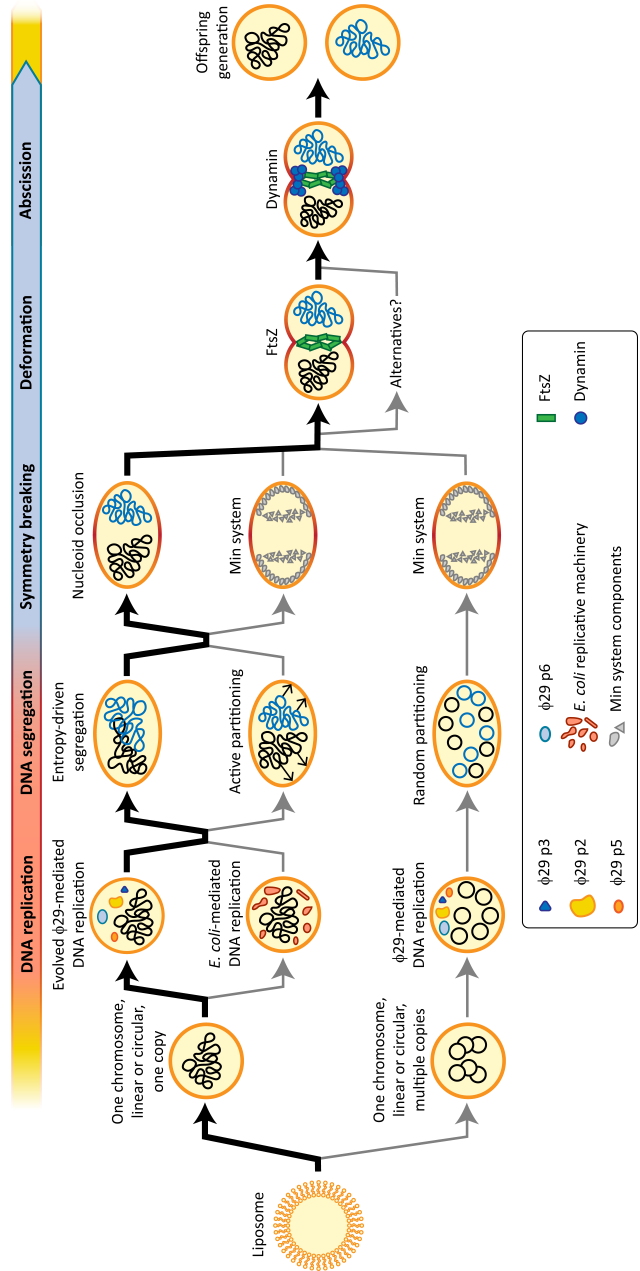 DNA replication
DNA segregation
Symmetry breaking
Deformation
Abscission
Liposome
One chromosome,
linear or circular,
one copy
One chromosome,
linear or circular,
multiple copies
Evolved ϕ29-mediated
DNA replication
E. coli-mediated
DNA replication
ϕ29-mediated
DNA replication
Entropy-driven
segregation
Active partitioning
Random partitioning
Nucleoid occlusion
Min system
Min system
FtsZ
Alternatives?
Dynamin
Offspring
generation
ϕ29 p3
ϕ29 p2
ϕ29 p5
ϕ29 p6
E. coli replicative machinery
Min system components
FtsZ
Dynamin